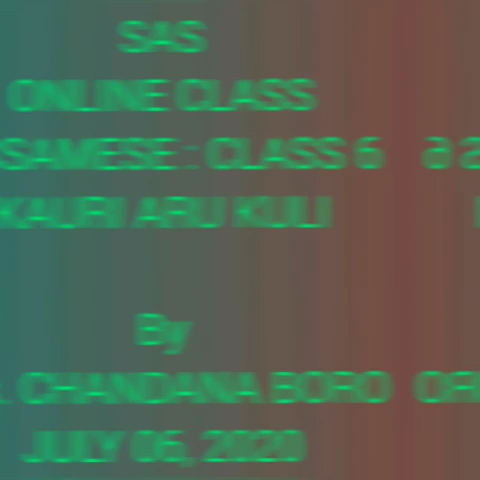 SAS
ONLINE CLASS
SAMESE : CLASS 6
KAURI ARU KULI
By
. CHANDANA BORO
JULY 06, 2020